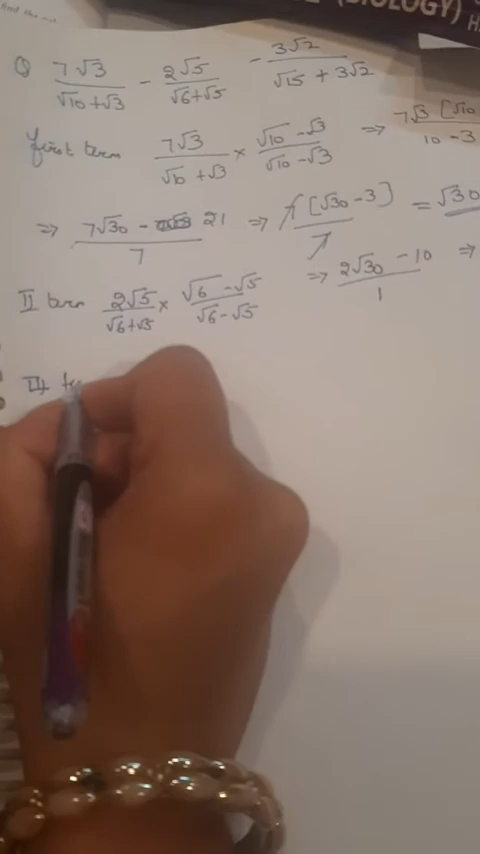 (BIOLOGY)
Q 7√3/(√10+√3) - 2√5/(√6+√5) - 3√2/(√15 + 3√2)
first term 7√3/(√10 +√3) × (√10 -√3)/(√10 -√3) ⇒ 7√3 [√10/10 - 3
⇒ (7√30 - 21)/7 ⇒ 7[√30 -3]/7 = √30
II term 2√5/(√6+√5) × (√6 -√5)/(√6-√5) ⇒ (2√30 -10)/1 ⇒
III te